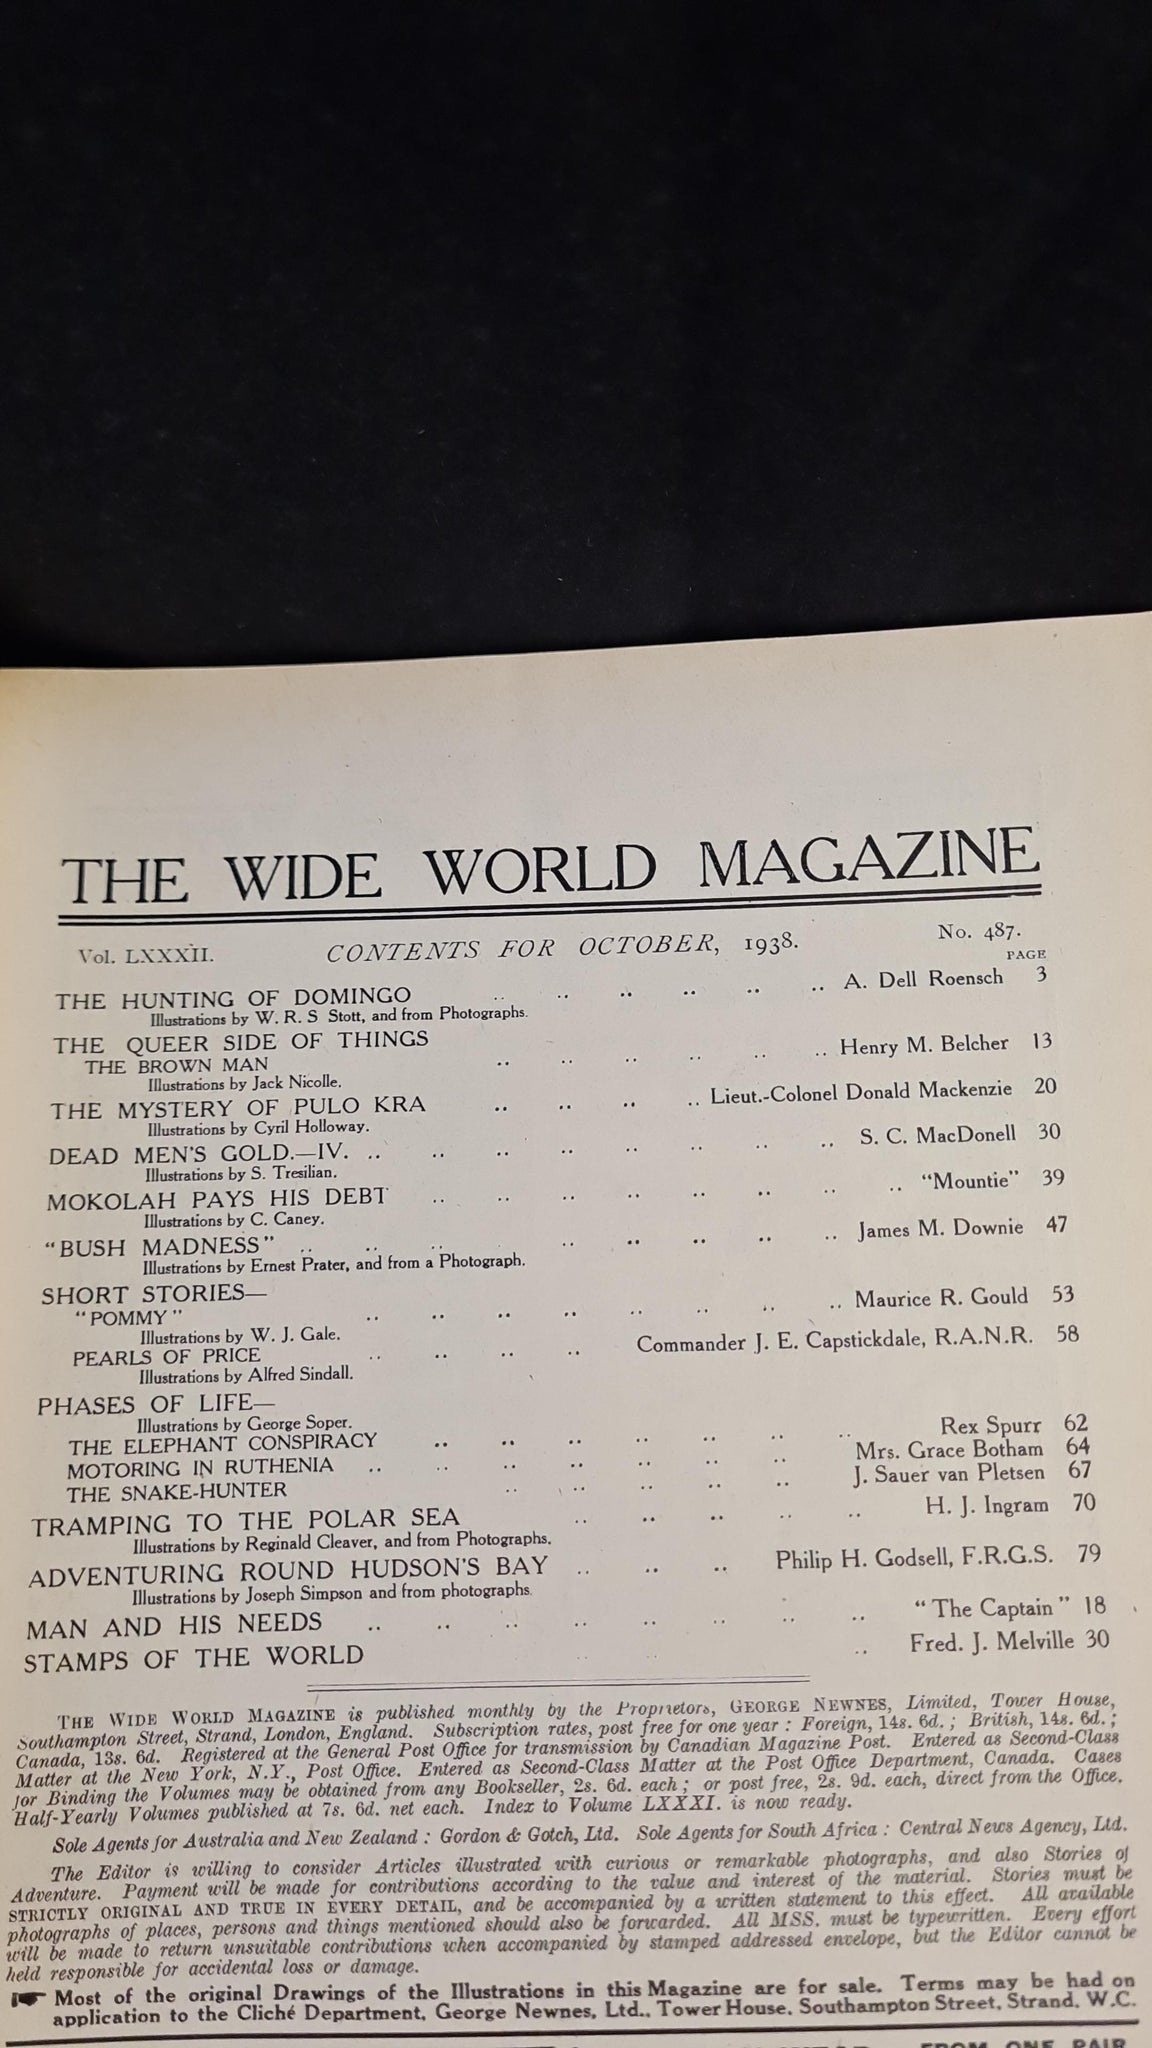 THE WIDE WORLD MAGAZINE
Vol. LXXXII. CONTENTS FOR OCTOBER, 1938. No. 487.
PAGE
THE HUNTING OF DOMINGO .. .. .. .. .. .. A. Dell Roensch 3
Illustrations by W. R. S Stott, and from Photographs.
THE QUEER SIDE OF THINGS
THE BROWN MAN .. .. .. .. .. .. Henry M. Belcher 13
Illustrations by Jack Nicolle.
THE MYSTERY OF PULO KRA .. .. .. .. Lieut.-Colonel Donald Mackenzie 20
Illustrations by Cyril Holloway.
DEAD MEN'S GOLD.—IV. .. .. .. .. .. .. .. .. S. C. MacDonell 30
Illustrations by S. Tresilian.
MOKOLAH PAYS HIS DEBT .. .. .. .. .. .. .. .. "Mountie" 39
Illustrations by C. Caney.
"BUSH MADNESS" .. .. .. .. .. .. .. .. James M. Downie 47
Illustrations by Ernest Prater, and from a Photograph.
SHORT STORIES—
"POMMY" .. .. .. .. .. .. .. .. Maurice R. Gould 53
Illustrations by W. J. Gale.
PEARLS OF PRICE .. .. .. .. Commander J. E. Capstickdale, R.A.N.R. 58
Illustrations by Alfred Sindall.
PHASES OF LIFE—
Illustrations by George Soper.
THE ELEPHANT CONSPIRACY .. .. .. .. .. .. .. Rex Spurr 62
MOTORING IN RUTHENIA .. .. .. .. .. .. .. Mrs. Grace Botham 64
THE SNAKE-HUNTER .. .. .. .. .. J. Sauer van Pletsen 67
TRAMPING TO THE POLAR SEA .. .. .. .. .. H. J. Ingram 70
Illustrations by Reginald Cleaver, and from Photographs.
ADVENTURING ROUND HUDSON'S BAY .. .. .. Philip H. Godsell, F.R.G.S. 79
Illustrations by Joseph Simpson and from photographs.
MAN AND HIS NEEDS .. .. .. .. .. .. .. .. "The Captain" 18
STAMPS OF THE WORLD .. .. .. Fred. J. Melville 30
THE WIDE WORLD MAGAZINE is published monthly by the Proprietors, GEORGE NEWNES, Limited, Tower House,
Southampton Street, Strand, London, England. Subscription rates, post free for one year : Foreign, 14s. 6d. ; British, 14s. 6d. ;
Canada, 13s. 6d. Registered at the General Post Office for transmission by Canadian Magazine Post. Entered as Second-Class
Matter at the New York, N.Y., Post Office. Entered as Second-Class Matter at the Post Office Department, Canada. Cases
for Binding the Volumes may be obtained from any Bookseller, 2s. 6d. each ; or post free, 2s. 9d. each, direct from the Office.
Half-Yearly Volumes published at 7s. 6d. net each. Index to Volume LXXXI. is now ready.
Sole Agents for Australia and New Zealand : Gordon & Gotch, Ltd. Sole Agents for South Africa : Central News Agency, Ltd.
The Editor is willing to consider Articles illustrated with curious or remarkable photographs, and also Stories of
Adventure. Payment will be made for contributions according to the value and interest of the material. Stories must be
STRICTLY ORIGINAL AND TRUE IN EVERY DETAIL, and be accompanied by a written statement to this effect. All available
photographs of places, persons and things mentioned should also be forwarded. All MSS. must be typewritten. Every effort
will be made to return unsuitable contributions when accompanied by stamped addressed envelope, but the Editor cannot be
held responsible for accidental loss or damage.
Most of the original Drawings of the Illustrations in this Magazine are for sale. Terms may be had on
application to the Cliché Department, George Newnes, Ltd., Tower House, Southampton Street, Strand, W.C.
FROM ONE PAIR